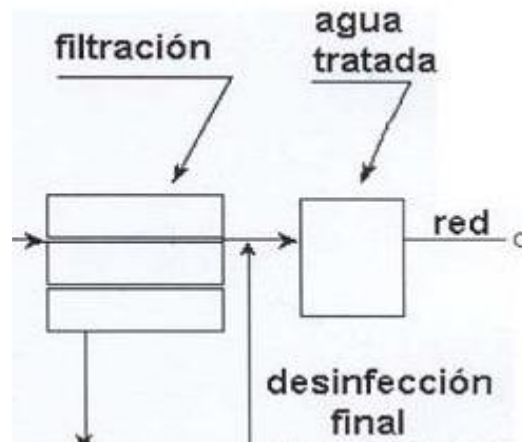 filtración
agua
tratada
red
desinfección
final